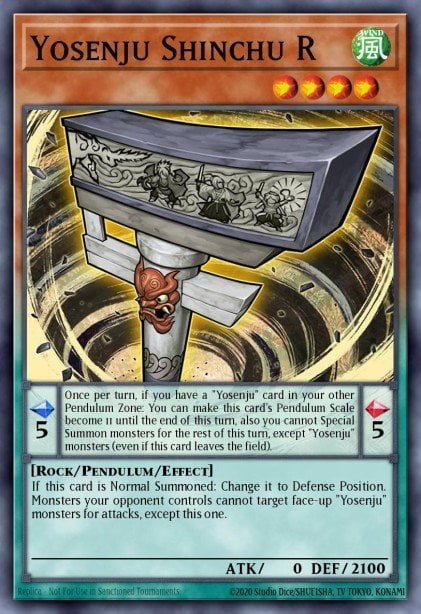 Yosenju Shinchu R
WIND
風
Once per turn, if you have a "Yosenju" card in your other
Pendulum Zone: You can make this card's Pendulum Scale
become 11 until the end of this turn, also you cannot Special
Summon monsters for the rest of this turn, except "Yosenju"
monsters (even if this card leaves the field).
5
5
[Rock/Pendulum/Effect]
If this card is Normal Summoned: Change it to Defense Position.
Monsters your opponent controls cannot target face-up "Yosenju"
monsters for attacks, except this one.
ATK/ 0 DEF/2100
Replica - Not For Use in Sanctioned Tournaments
©2020 Studio Dice/SHUEISHA, TV TOKYO, KONAMI